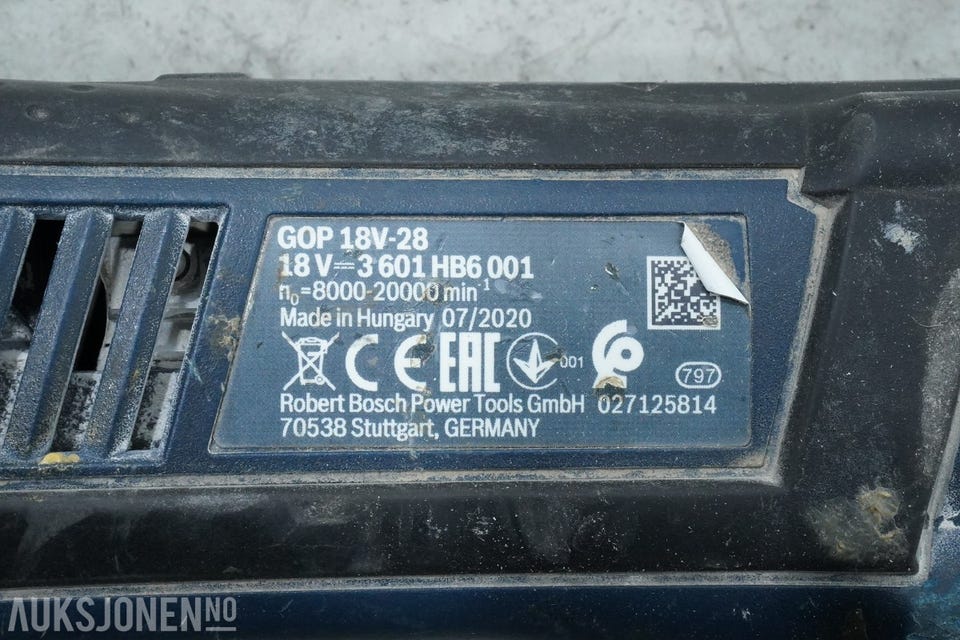 GOP 18V-28
18 V⎓ 3 601 HB6 001
n₀=8000-20000 min⁻¹
Made in Hungary 07/2020
CE EAC 001
797
Robert Bosch Power Tools GmbH 027125814
70538 Stuttgart, GERMANY
AUKSJONEN.NO